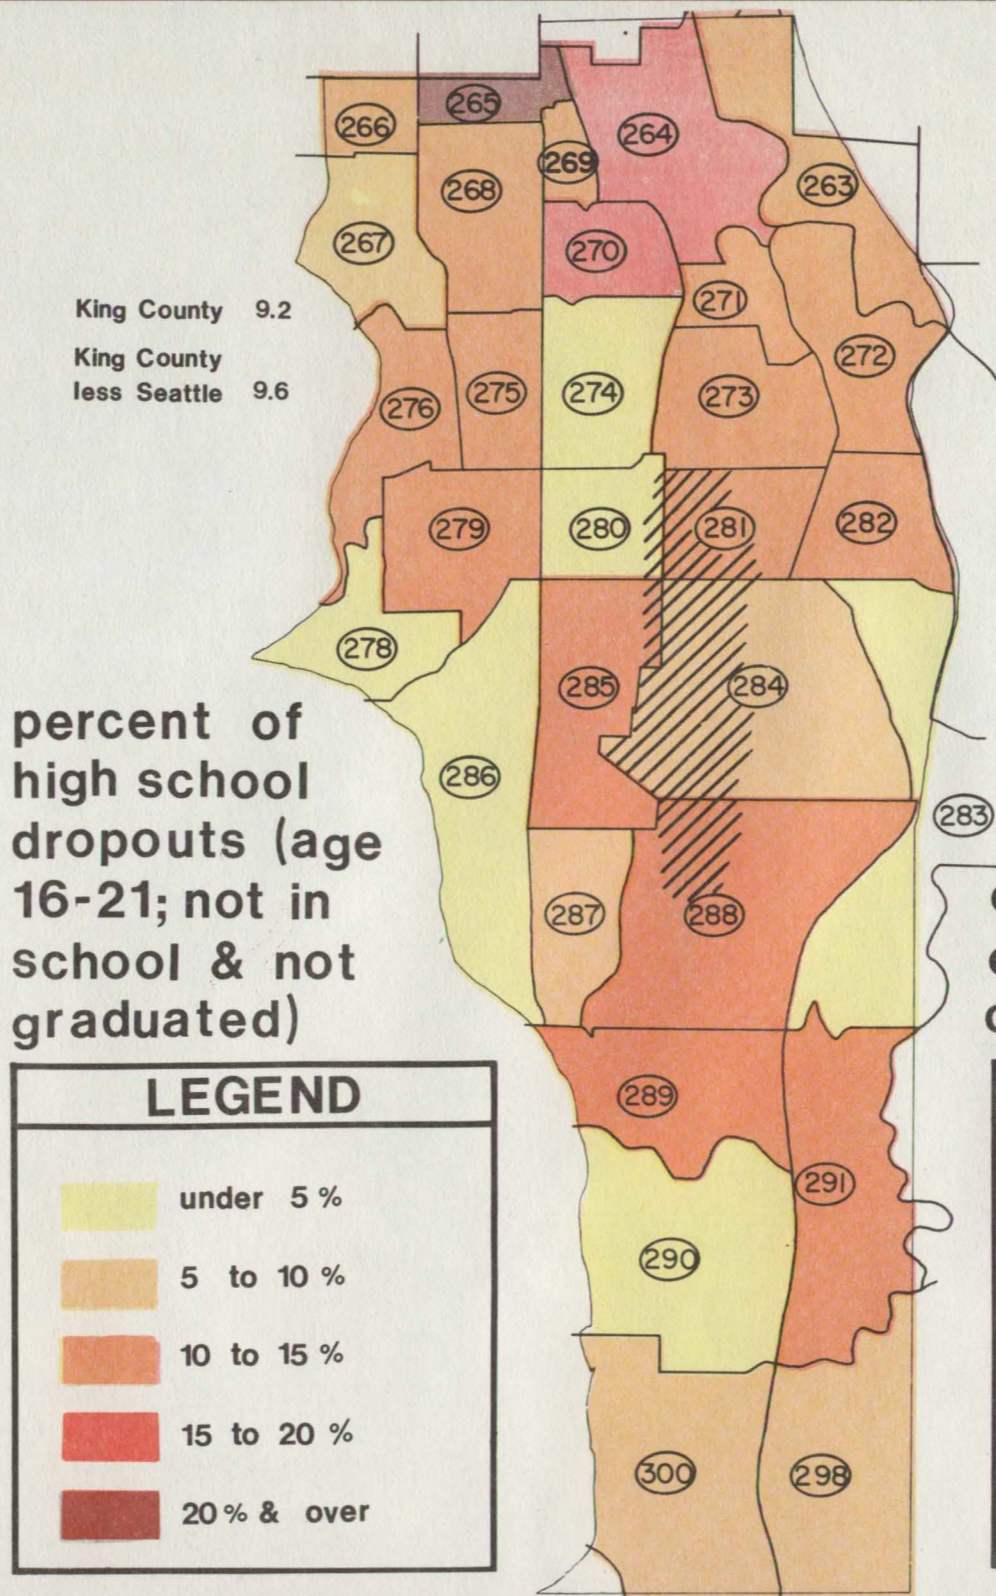 266
265
269
264
268
263
267
270
271
King County 9.2
King County
less Seattle 9.6
272
276
275
274
273
279
280
281
282
278
285
284
percent of
high school
dropouts (age
16-21; not in
school & not
graduated)
286
283
287
288
289
291
290
300
298
LEGEND
under 5 %
5 to 10 %
10 to 15 %
15 to 20 %
20 % & over